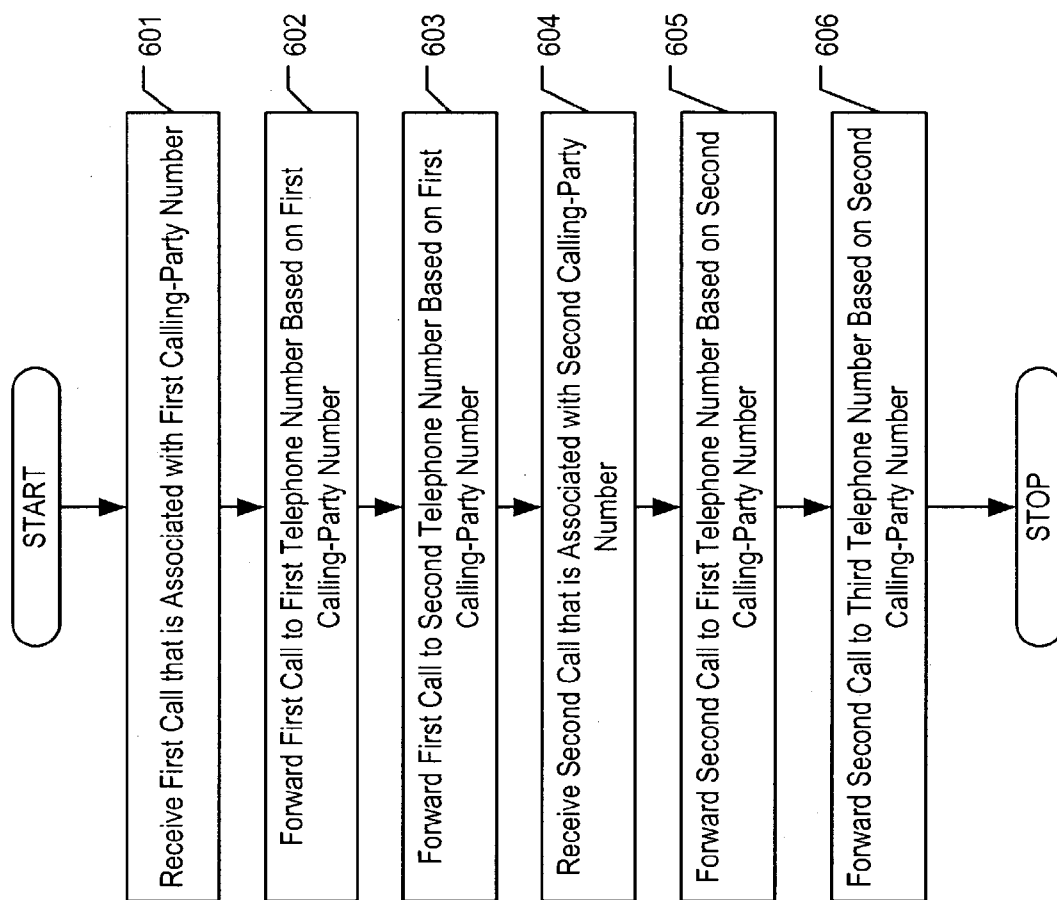 START
601
Receive First Call that is Associated with First Calling-Party Number
602
Forward First Call to First Telephone Number Based on First
Calling-Party Number
603
Forward First Call to Second Telephone Number Based on First
Calling-Party Number
604
Receive Second Call that is Associated with Second Calling-Party
Number
605
Forward Second Call to First Telephone Number Based on Second
Calling-Party Number
606
Forward Second Call to Third Telephone Number Based on Second
Calling-Party Number
STOP